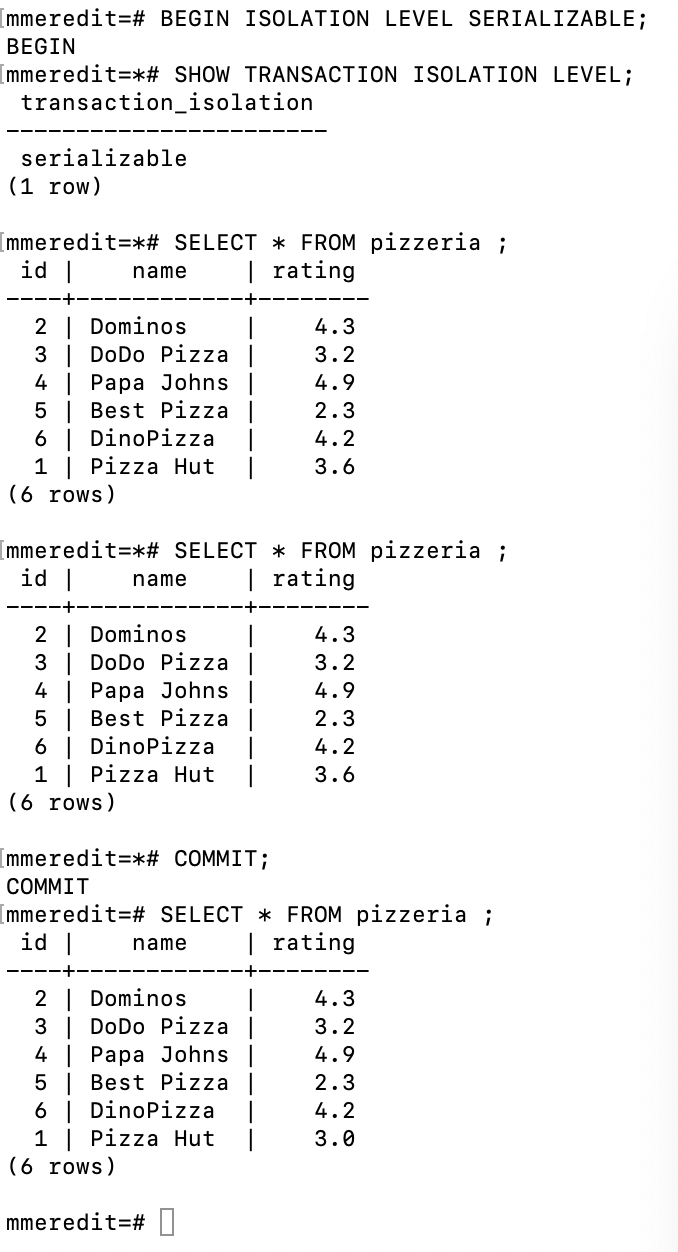 [mmeredit=# BEGIN ISOLATION LEVEL SERIALIZABLE;
BEGIN
[mmeredit=*# SHOW TRANSACTION ISOLATION LEVEL;
 transaction_isolation
-----------------------
 serializable
(1 row)

[mmeredit=*# SELECT * FROM pizzeria ;
 id |    name    | rating
----+------------+--------
  2 | Dominos    |    4.3
  3 | DoDo Pizza |    3.2
  4 | Papa Johns |    4.9
  5 | Best Pizza |    2.3
  6 | DinoPizza  |    4.2
  1 | Pizza Hut  |    3.6
(6 rows)

[mmeredit=*# SELECT * FROM pizzeria ;
 id |    name    | rating
----+------------+--------
  2 | Dominos    |    4.3
  3 | DoDo Pizza |    3.2
  4 | Papa Johns |    4.9
  5 | Best Pizza |    2.3
  6 | DinoPizza  |    4.2
  1 | Pizza Hut  |    3.6
(6 rows)

[mmeredit=*# COMMIT;
COMMIT
[mmeredit=# SELECT * FROM pizzeria ;
 id |    name    | rating
----+------------+--------
  2 | Dominos    |    4.3
  3 | DoDo Pizza |    3.2
  4 | Papa Johns |    4.9
  5 | Best Pizza |    2.3
  6 | DinoPizza  |    4.2
  1 | Pizza Hut  |    3.0
(6 rows)

mmeredit=#